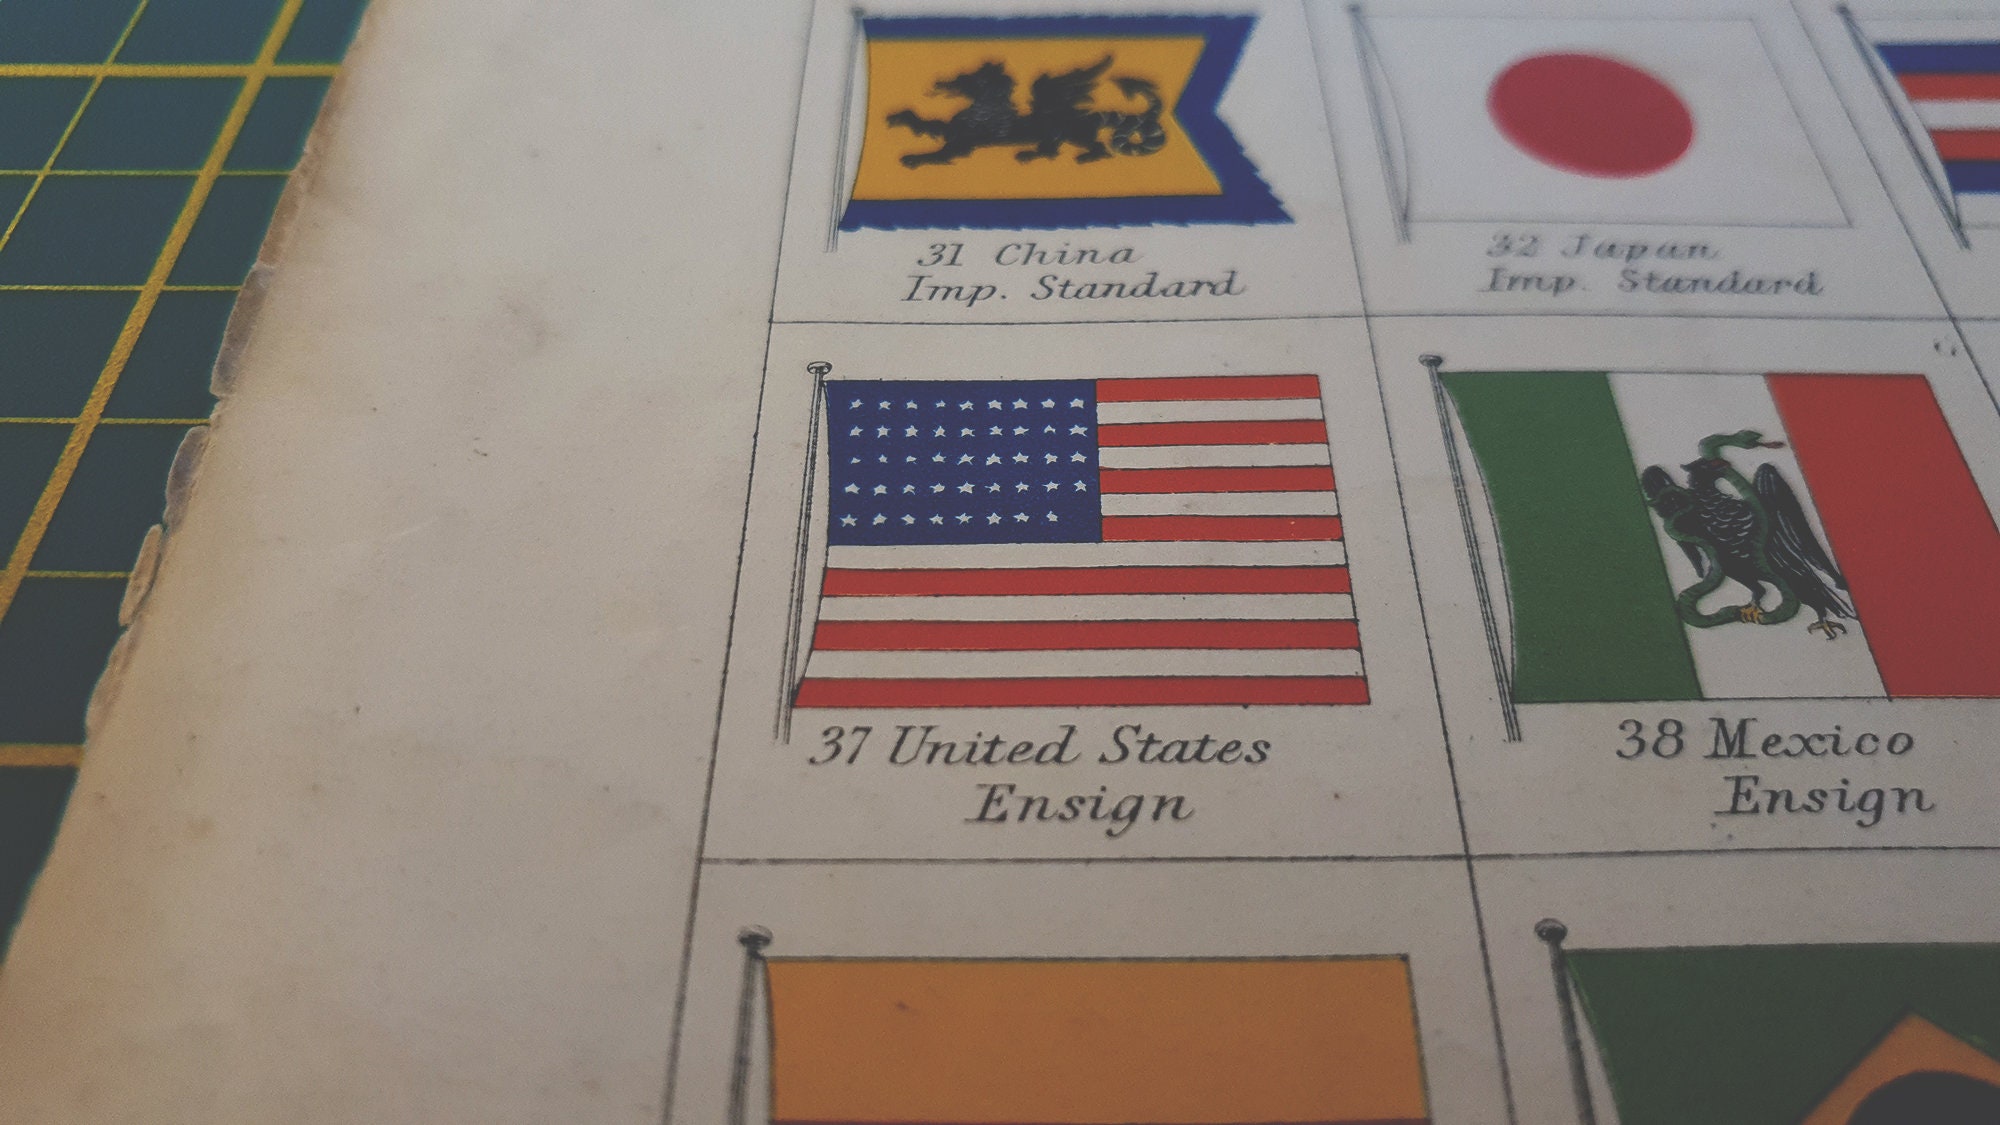 31 China
Imp. Standard
32 Japan
Imp. Standard
37 United States
Ensign
38 Mexico
Ensign